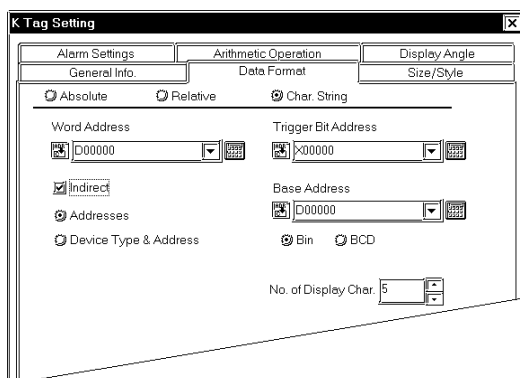 K Tag Setting
Alarm Settings Arithmetic Operation Display Angle
General Info. Data Format Size/Style
Absolute Relative Char. String
Word Address Trigger Bit Address
D00000 X00000
Indirect Base Address
Addresses D00000
Device Type & Address Bin BCD
No. of Display Char. 5